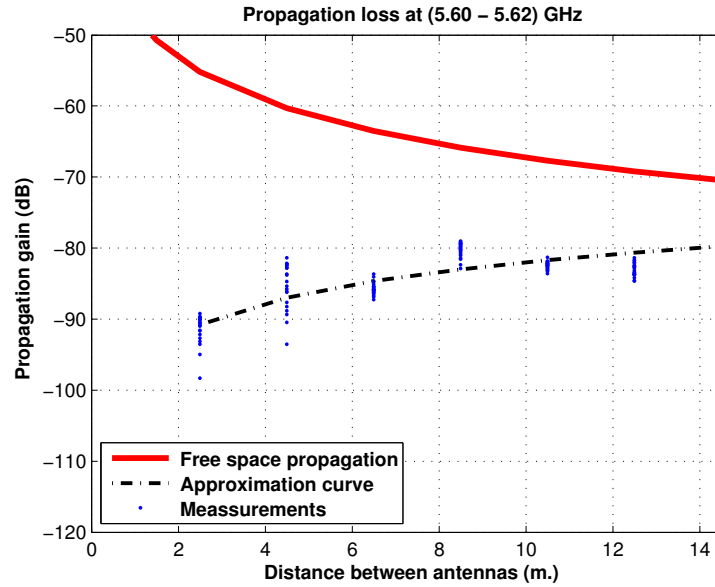 Propagation loss at (5.60 − 5.62) GHz
Propagation gain (dB)
−50
−60
−70
−80
−90
−100
−110
−120
Free space propagation
Approximation curve
Meassurements
0 2 4 6 8 10 12 14
Distance between antennas (m.)